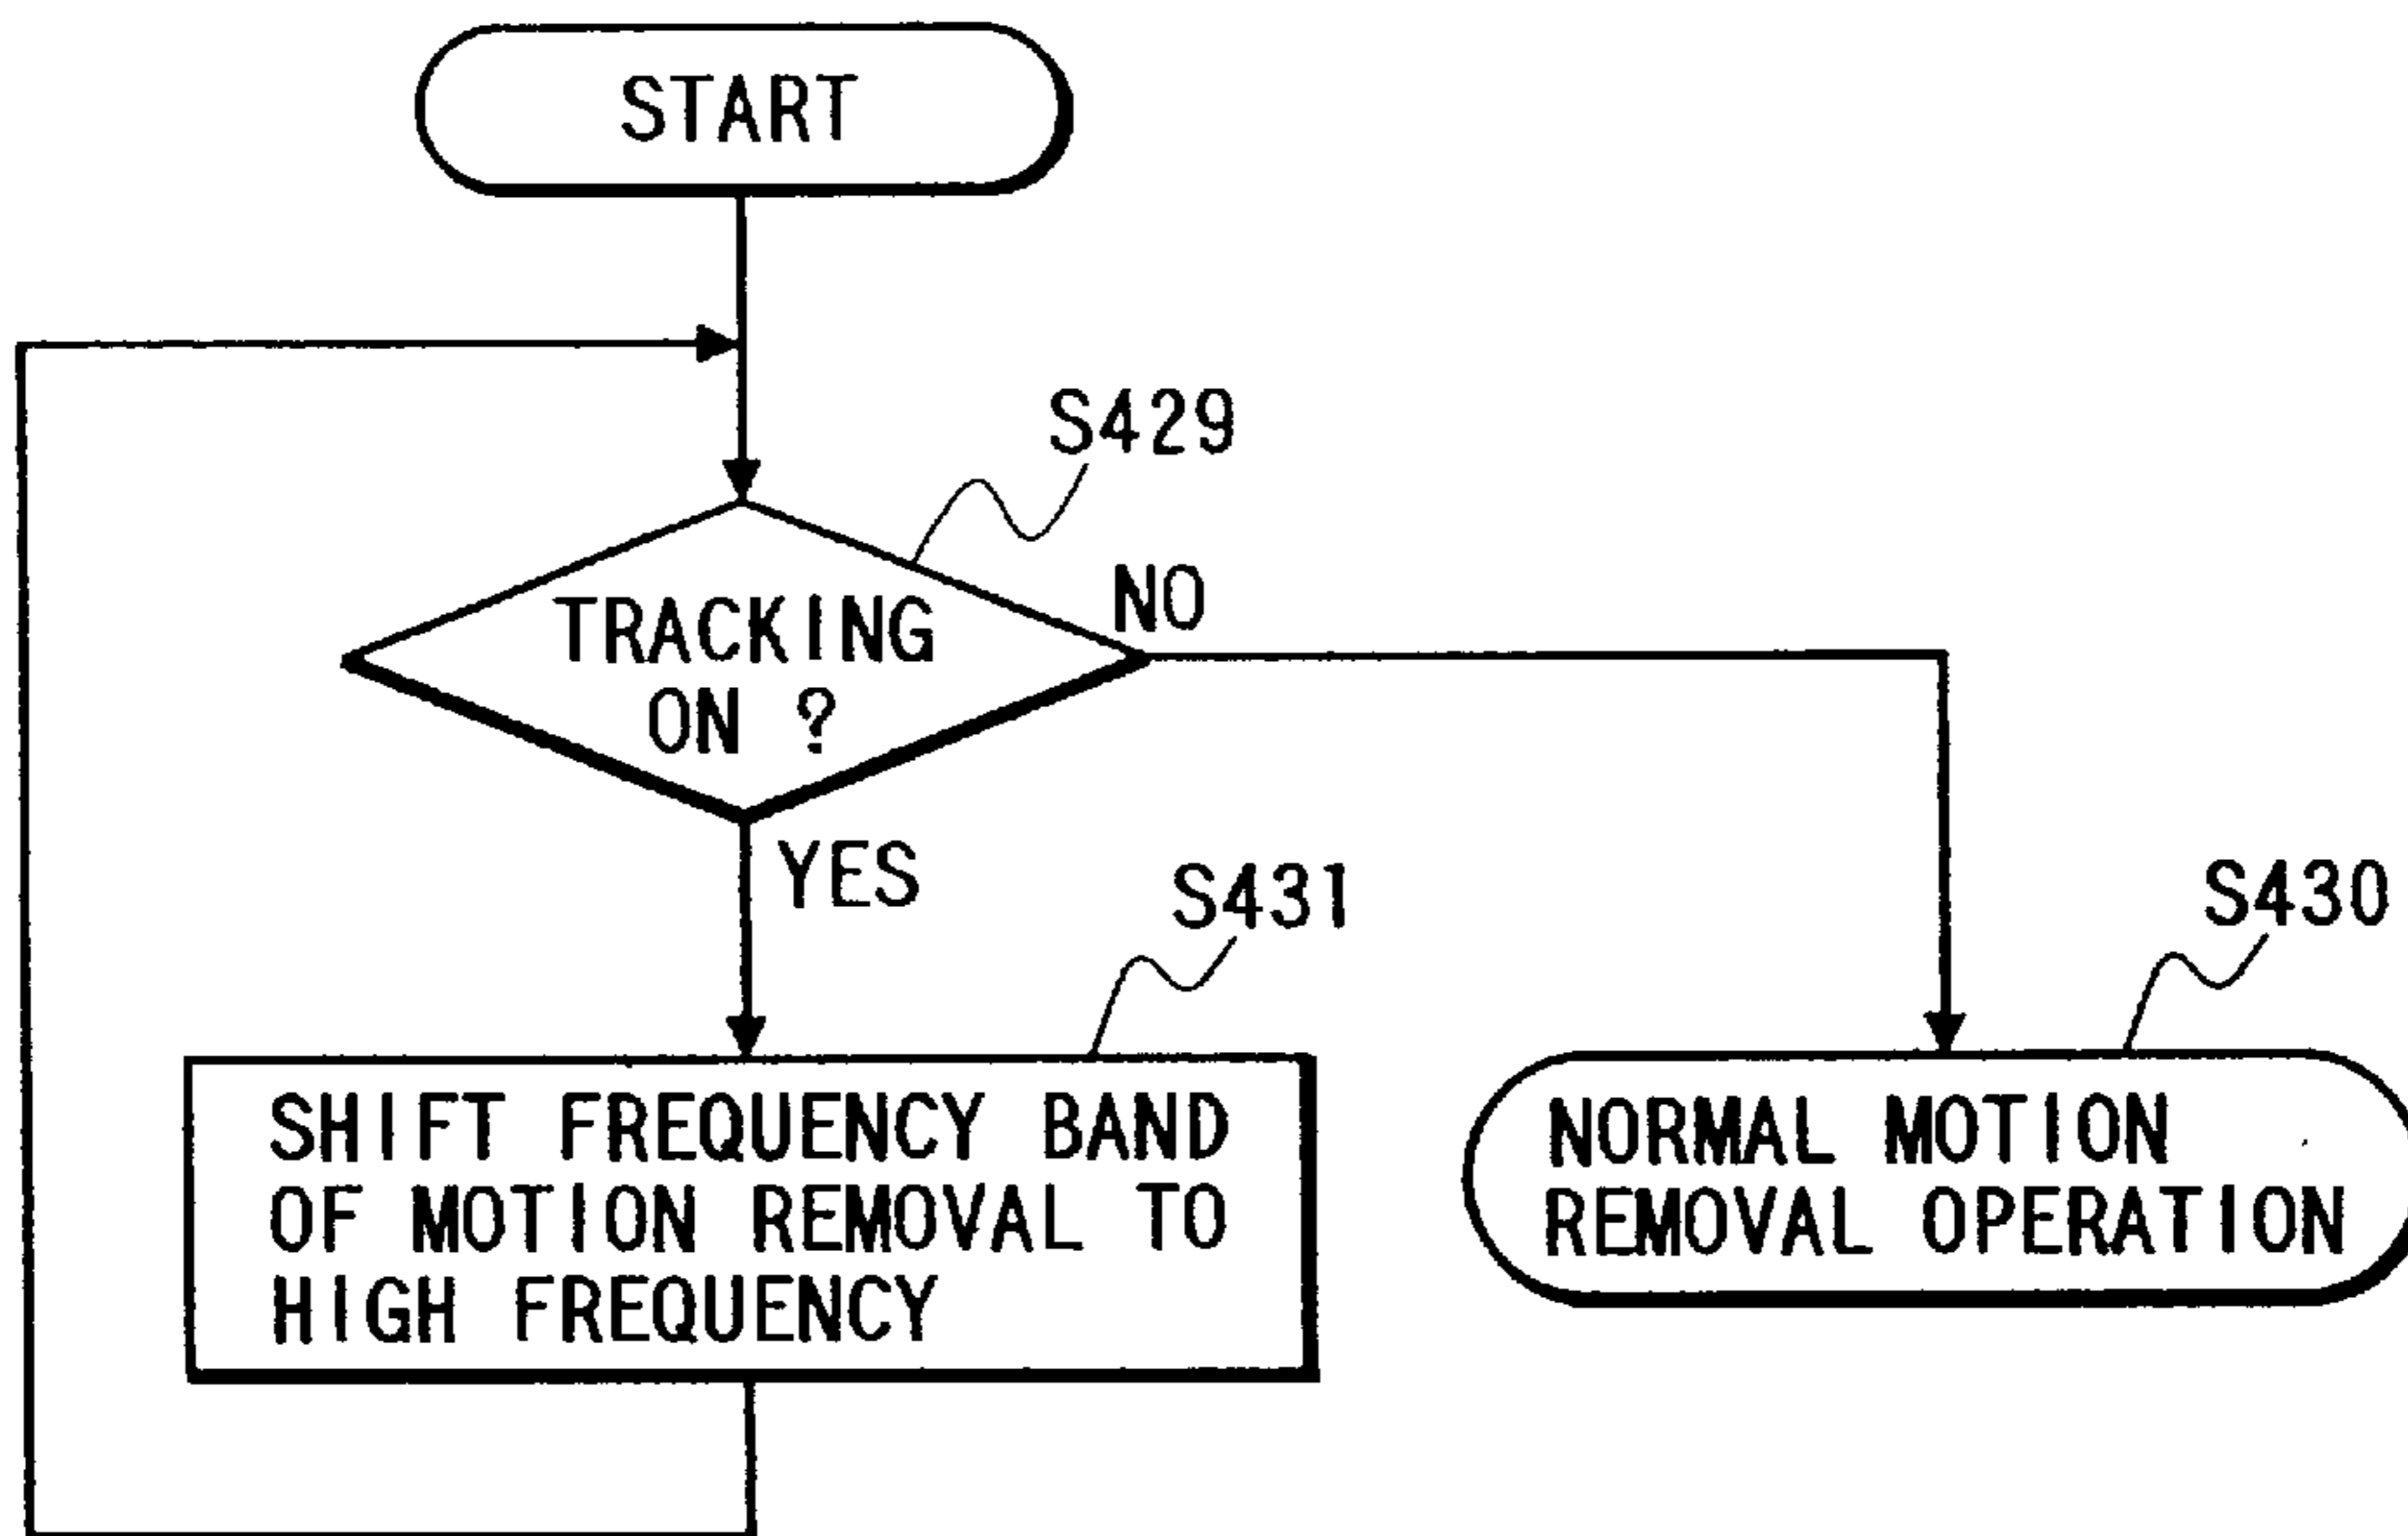 START
S429
NO
TRACKING
ON ?
YES
S431
S430
SHIFT FREQUENCY BAND
OF MOTION REMOVAL TO
HIGH FREQUENCY
NORMAL MOTION
REMOVAL OPERATION